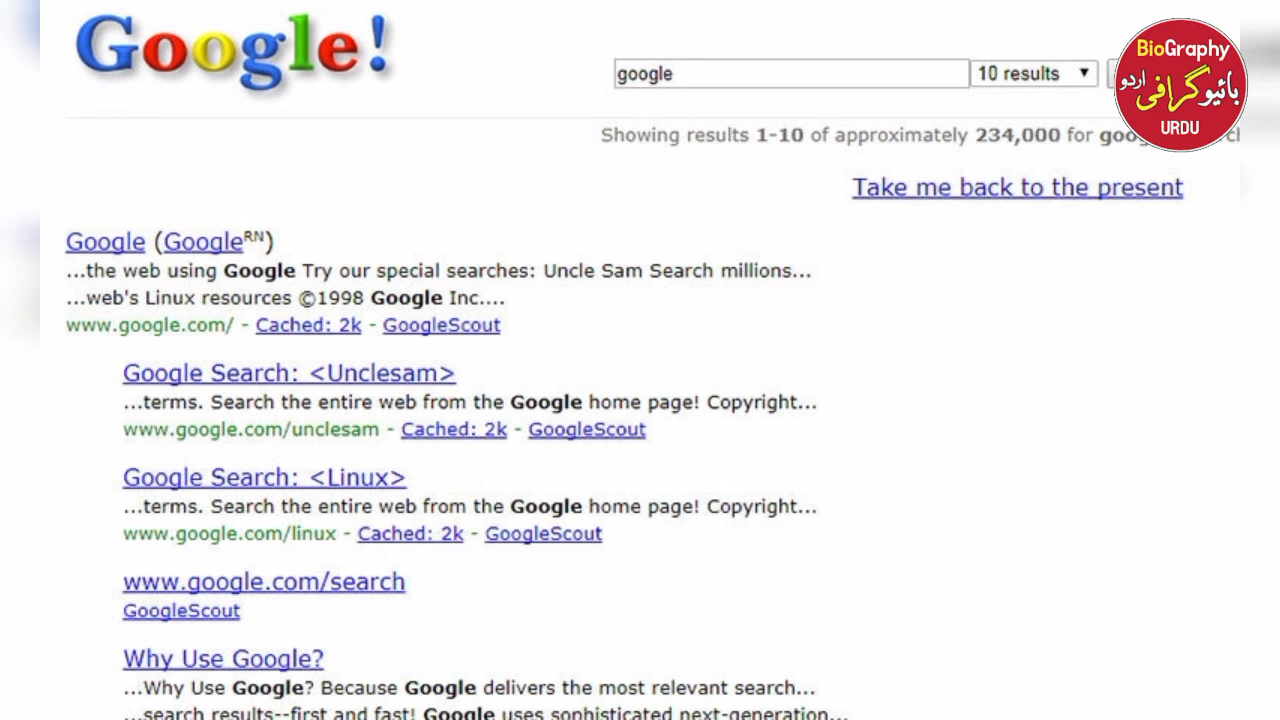 Google!
google
10 results ▼
BioGraphy
بائیوگرافی اردو
URDU
Showing results 1-10 of approximately 234,000 for
Take me back to the present
Google (GoogleRN)
...the web using Google Try our special searches: Uncle Sam Search millions...
...web's Linux resources ©1998 Google Inc....
www.google.com/ - Cached: 2k - GoogleScout
Google Search: <Unclesam>
...terms. Search the entire web from the Google home page! Copyright...
www.google.com/unclesam - Cached: 2k - GoogleScout
Google Search: <Linux>
...terms. Search the entire web from the Google home page! Copyright...
www.google.com/linux - Cached: 2k - GoogleScout
www.google.com/search
GoogleScout
Why Use Google?
...Why Use Google? Because Google delivers the most relevant search...
...search results--first and fast! Google uses sophisticated next-generation...